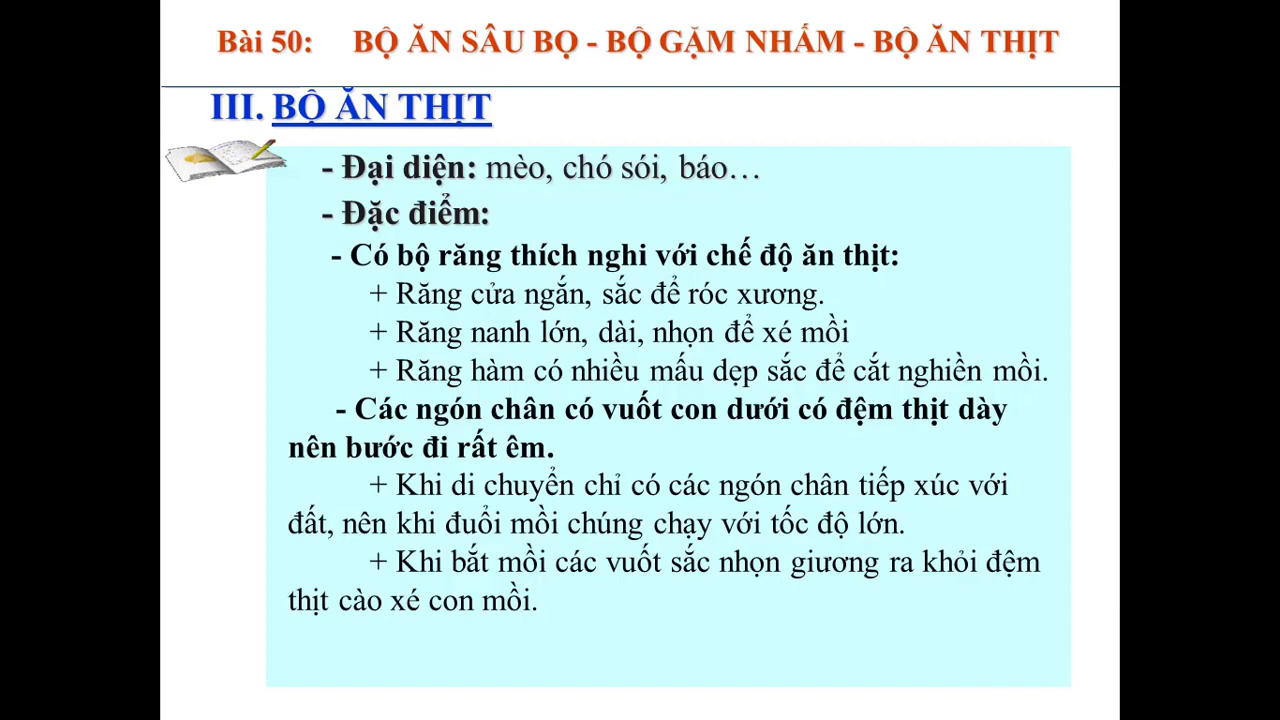 Bài 50: BỘ ĂN SÂU BỌ - BỘ GẶM NHẤM - BỘ ĂN THỊT
III. BỘ ĂN THỊT
- Đại diện: mèo, chó sói, báo…
- Đặc điểm:
- Có bộ răng thích nghi với chế độ ăn thịt:
+ Răng cửa ngắn, sắc để róc xương.
+ Răng nanh lớn, dài, nhọn để xé mồi
+ Răng hàm có nhiều mấu dẹp sắc để cắt nghiền mồi.
- Các ngón chân có vuốt con dưới có đệm thịt dày
nên bước đi rất êm.
+ Khi di chuyển chỉ có các ngón chân tiếp xúc với
đất, nên khi đuổi mồi chúng chạy với tốc độ lớn.
+ Khi bắt mồi các vuốt sắc nhọn giương ra khỏi đệm
thịt cào xé con mồi.